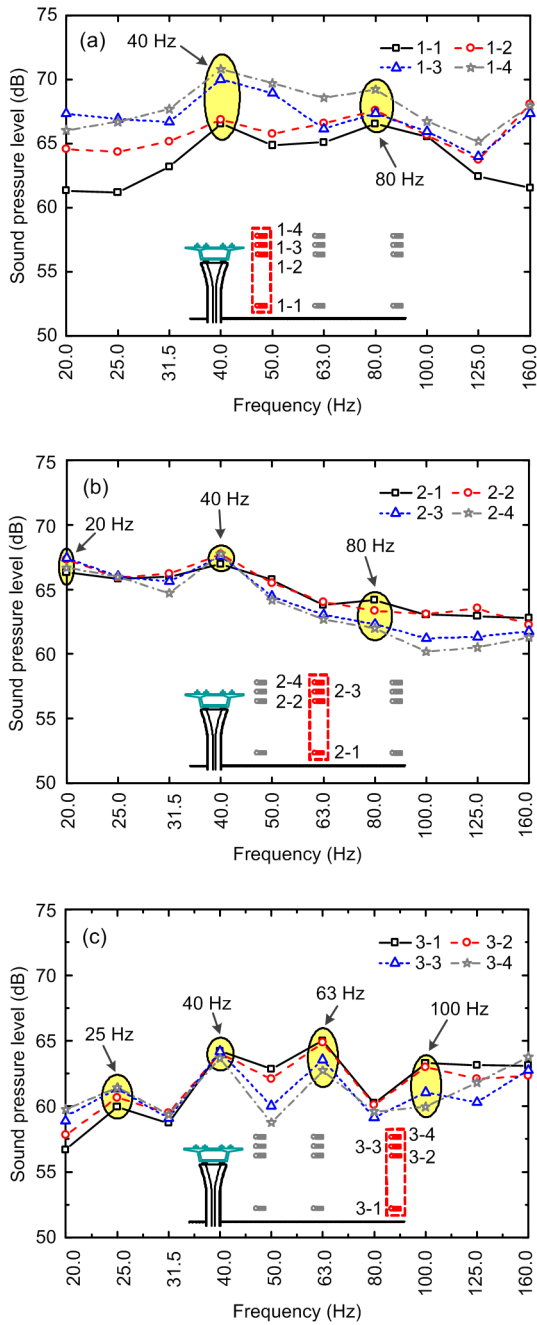 75
70
65
60
55
50
Sound pressure level (dB)
(a)
40 Hz
80 Hz
1-1 1-2
1-3 1-4
1-4
1-3
1-2
1-1
20.0 25.0 31.5 40.0 50.0 63.0 80.0 100.0 125.0 160.0
Frequency (Hz)
75
70
65
60
55
50
Sound pressure level (dB)
(b)
20 Hz
40 Hz
80 Hz
2-1 2-2
2-3 2-4
2-4
2-3
2-2
2-1
20.0 25.0 31.5 40.0 50.0 63.0 80.0 100.0 125.0 160.0
Frequency (Hz)
75
70
65
60
55
50
Sound pressure level (dB)
(c)
25 Hz
40 Hz
63 Hz
100 Hz
3-1 3-2
3-3 3-4
3-4
3-3
3-2
3-1
20.0 25.0 31.5 40.0 50.0 63.0 80.0 100.0 125.0 160.0
Frequency (Hz)